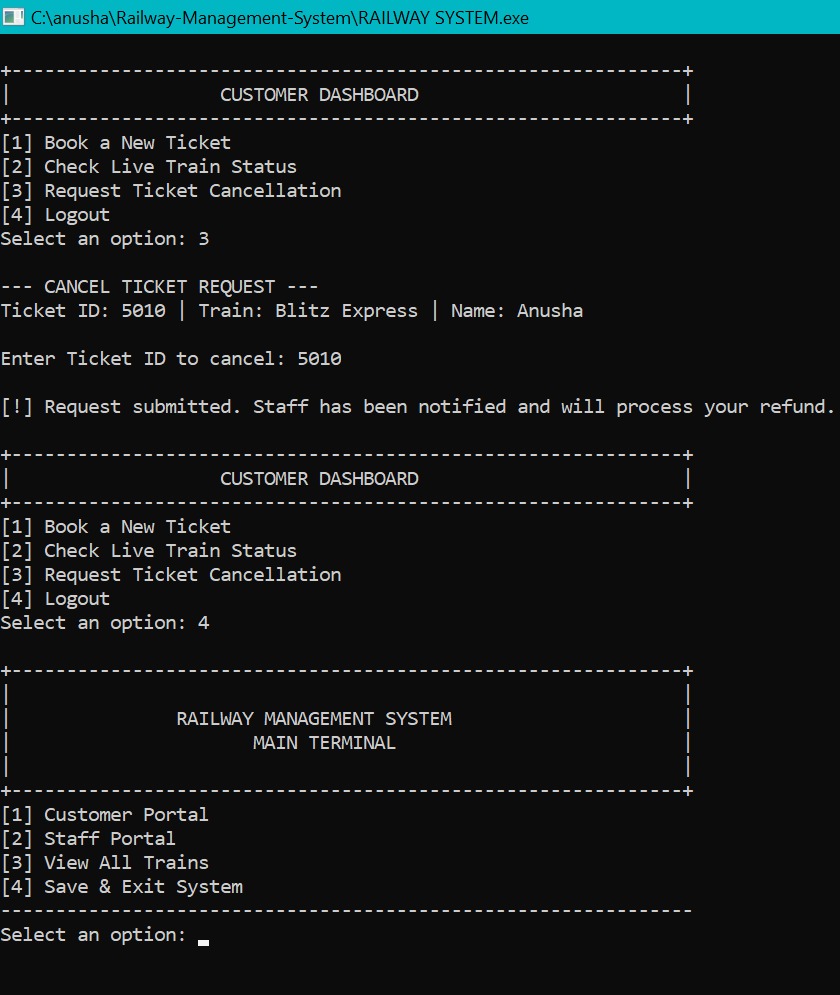 C:\anusha\Railway-Management-System\RAILWAY SYSTEM.exe
+-------------------------------------------------------------+
|                   CUSTOMER DASHBOARD                        |
+-------------------------------------------------------------+
[1] Book a New Ticket
[2] Check Live Train Status
[3] Request Ticket Cancellation
[4] Logout
Select an option: 3
--- CANCEL TICKET REQUEST ---
Ticket ID: 5010 | Train: Blitz Express | Name: Anusha
Enter Ticket ID to cancel: 5010
[!] Request submitted. Staff has been notified and will process your refund.
+-------------------------------------------------------------+
|                   CUSTOMER DASHBOARD                        |
+-------------------------------------------------------------+
[1] Book a New Ticket
[2] Check Live Train Status
[3] Request Ticket Cancellation
[4] Logout
Select an option: 4
+-------------------------------------------------------------+
|                                                             |
|               RAILWAY MANAGEMENT SYSTEM                     |
|                      MAIN TERMINAL                          |
|                                                             |
+-------------------------------------------------------------+
[1] Customer Portal
[2] Staff Portal
[3] View All Trains
[4] Save & Exit System
---------------------------------------------------------------
Select an option: